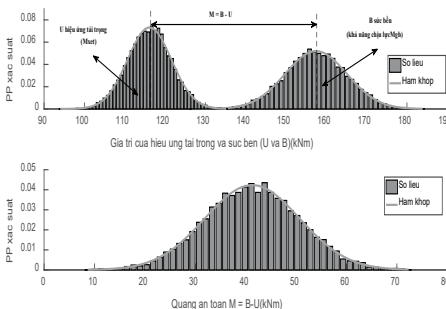 M = B - U
U hiệu ứng tải trọng
(Mset)
B sức bền
(khả năng chịu lựcMgh)
So lieu
Ham khop
PP xac suat
0.08
0.06
0.04
0.02
0
90 100 110 120 130 140 150 160 170 180 190
Gia tri cua hieu ung tai trong va suc ben (U va B)(kNm)
So lieu
Ham khop
PP xac suat
0.05
0.04
0.03
0.02
0.01
0
0 10 20 30 40 50 60 70 80
Quang an toan M = B-U(kNm)